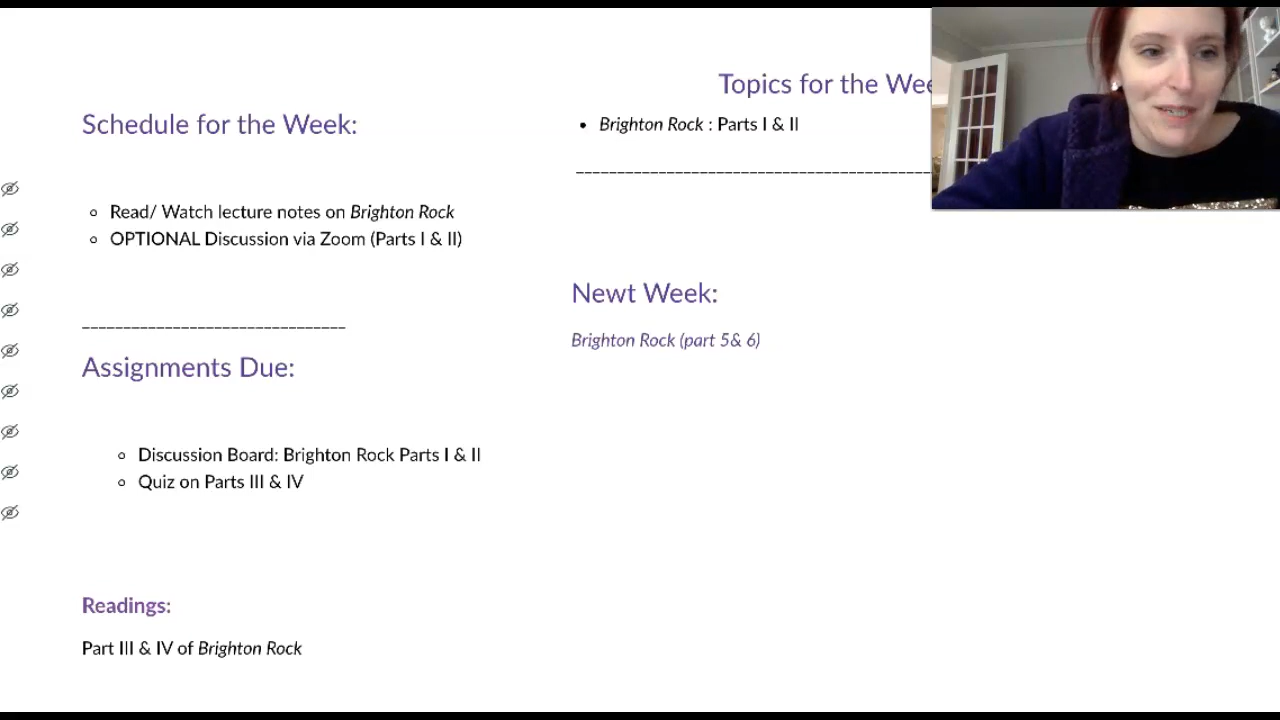 Schedule for the Week:
Read/ Watch lecture notes on Brighton Rock
OPTIONAL Discussion via Zoom (Parts I & II)
--------------------------------
Assignments Due:
Discussion Board: Brighton Rock Parts I & II
Quiz on Parts III & IV
Readings:
Part III & IV of Brighton Rock
Topics for the
Brighton Rock : Parts I & II
-------------------------------------------
Newt Week:
Brighton Rock (part 5& 6)